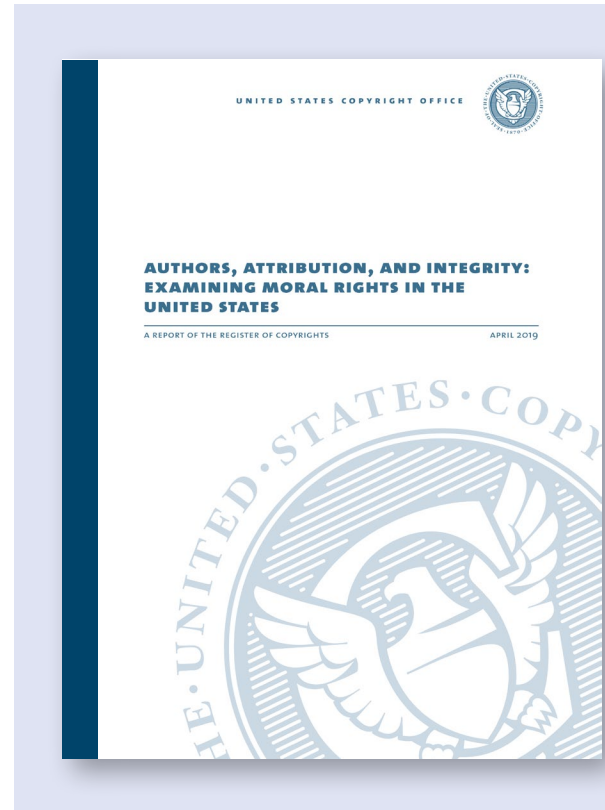 UNITED STATES COPYRIGHT OFFICE
AUTHORS, ATTRIBUTION, AND INTEGRITY:
EXAMINING MORAL RIGHTS IN THE
UNITED STATES
A REPORT OF THE REGISTER OF COPYRIGHTS APRIL 2019
HE·UNITED·STATES·COPY